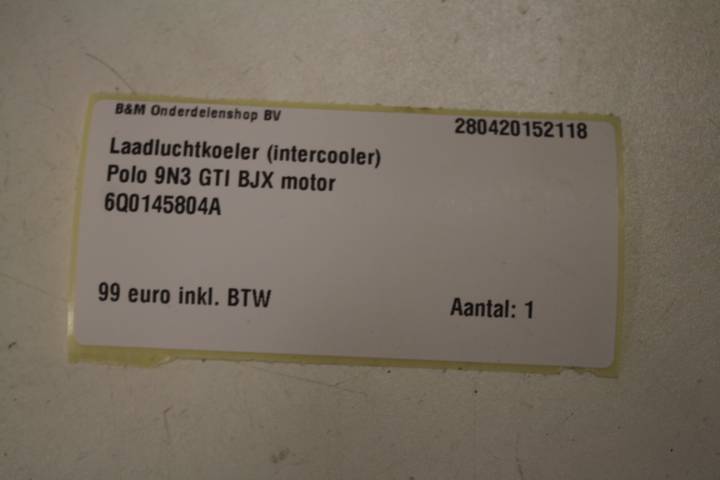 B&M Onderdelenshop BV
280420152118
Laadluchtkoeler (intercooler)
Polo 9N3 GTI BJX motor
6Q0145804A
99 euro inkl. BTW
Aantal: 1